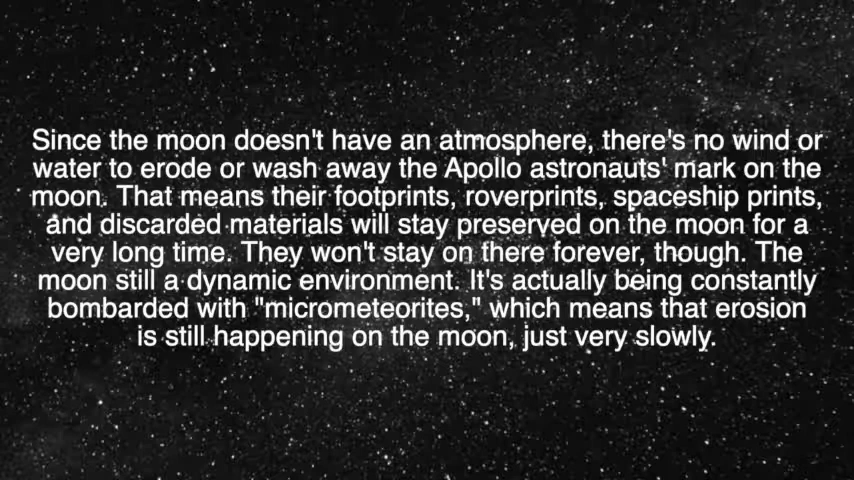 Since the moon doesn't have an atmosphere, there's no wind or
water to erode or wash away the Apollo astronauts' mark on the
moon. That means their footprints, roverprints, spaceship prints,
and discarded materials will stay preserved on the moon for a
very long time. They won't stay on there forever, though. The
moon still a dynamic environment. It's actually being constantly
bombarded with "micrometeorites," which means that erosion
is still happening on the moon, just very slowly.